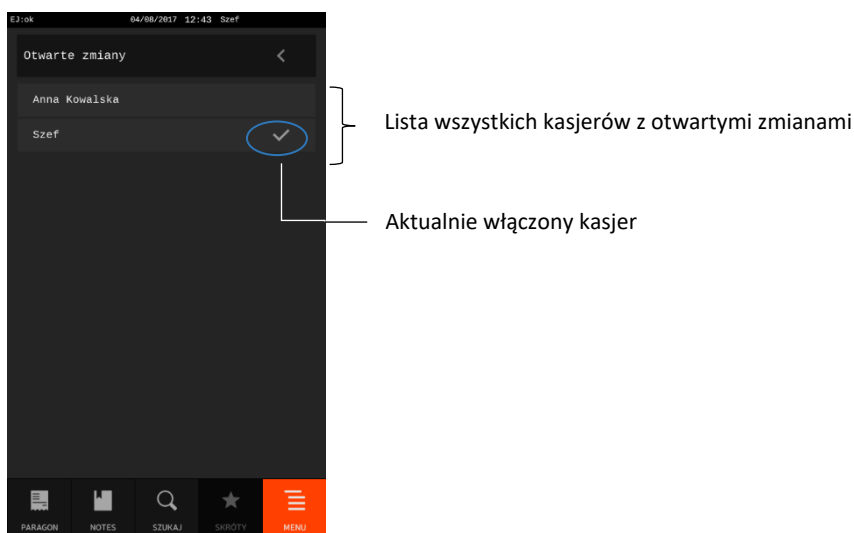 EJ:ok 04/08/2017 12:43 Szef
Otwarte zmiany
Anna Kowalska
Szef
Lista wszystkich kasjerów z otwartymi zmianami
Aktualnie włączony kasjer
PARAGON NOTES SZUKAJ SKRÓTY MENU